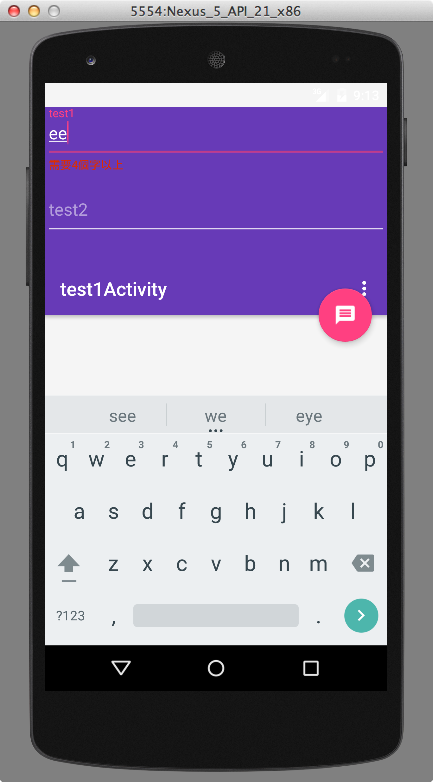 5554:Nexus_5_API_21_x86
9:13
test1
ee
test2
test1Activity
see we eye
1 2 3 4 5 6 7 8 9 0
q w e r t y u i o p
a s d f g h j k l
z x c v b n m
?123 , .